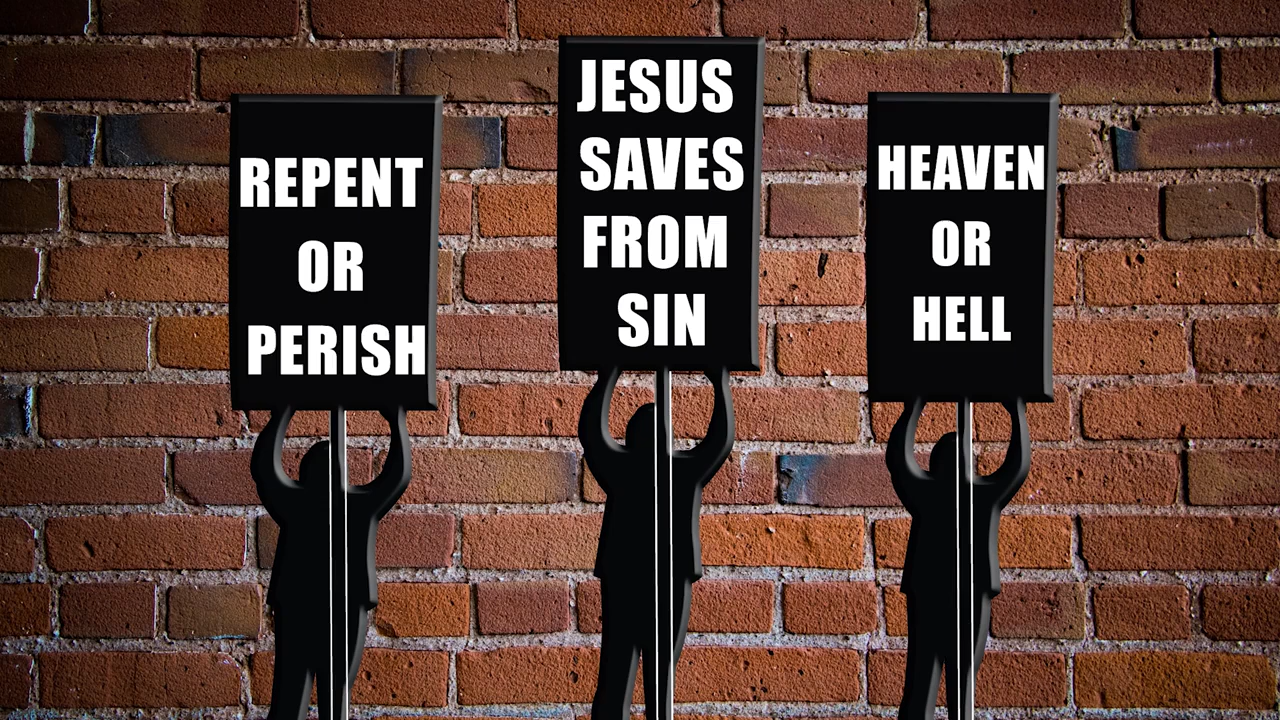 REPENT
OR
PERISH
JESUS
SAVES
FROM
SIN
HEAVEN
OR
HELL